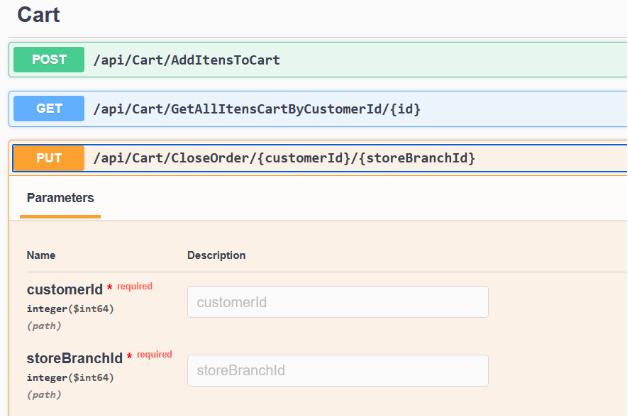 Cart
POST /api/Cart/AddItensToCart
GET /api/Cart/GetAllItensCartByCustomerId/{id}
PUT /api/Cart/CloseOrder/{customerId}/{storeBranchId}
Parameters
Name Description
customerId * required customerId
integer($int64)
(path)
storeBranchId * required storeBranchId
integer($int64)
(path)